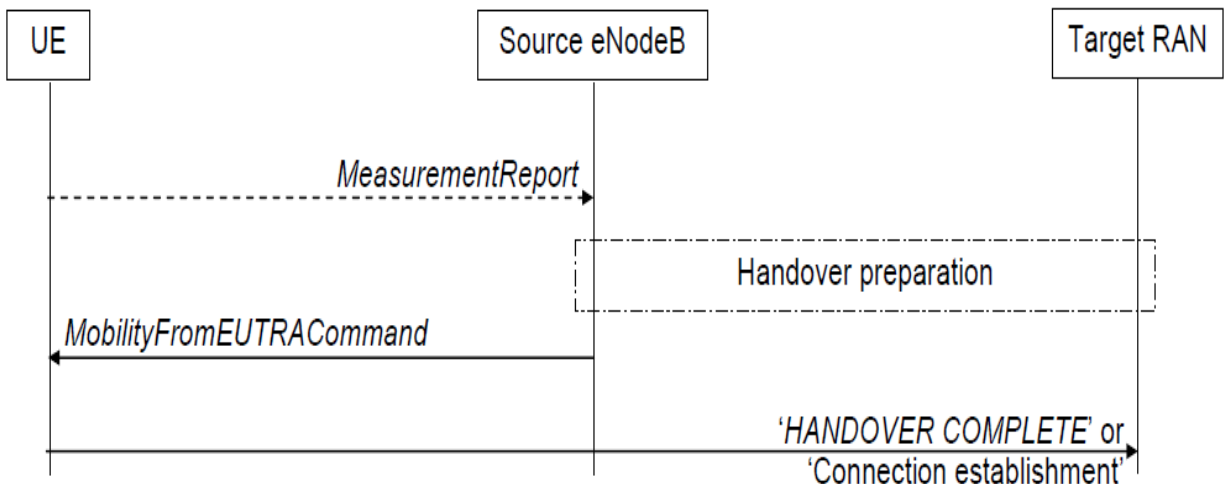 UE
Source eNodeB
Target RAN
MeasurementReport
Handover preparation
MobilityFromEUTRACommand
‘HANDOVER COMPLETE’ or
‘Connection establishment’